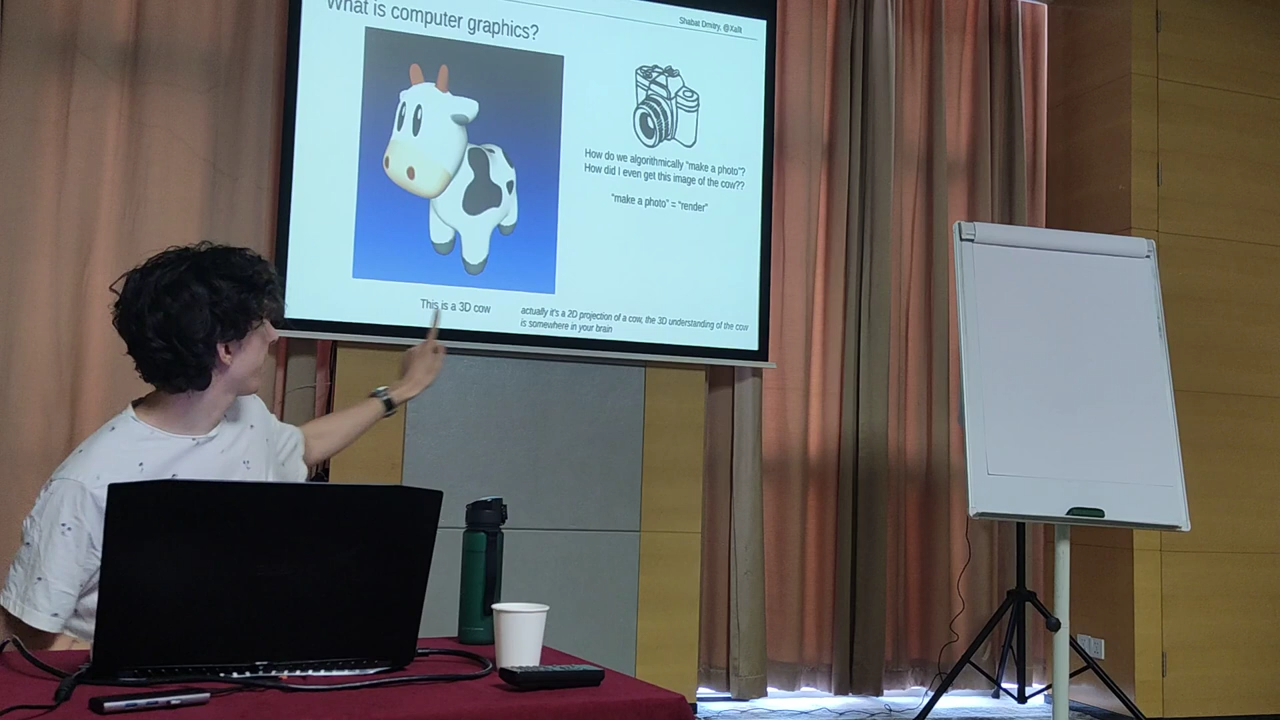 What is computer graphics?
Shabat Dmitry, @Xallt
How do we algorithmically "make a photo"?
How did I even get this image of the cow??
"make a photo" = "render"
This is a 3D cow
actually it's a 2D projection of a cow, the 3D understanding of the cow
is somewhere in your brain